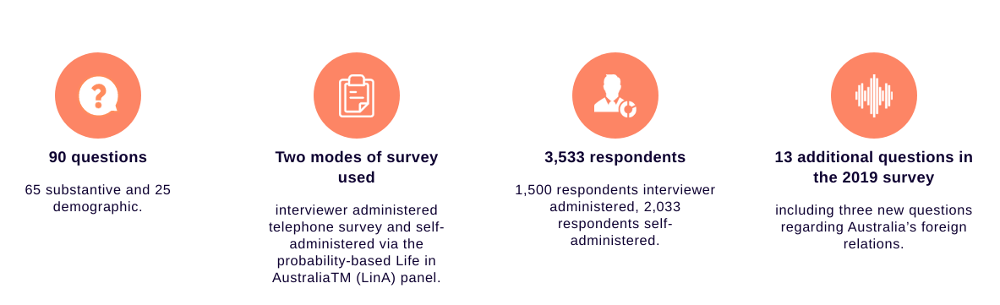 90 questions
65 substantive and 25
demographic.
Two modes of survey
used
interviewer administered
telephone survey and self-
administered via the
probability-based Life in
AustraliaTM (LinA) panel.
3,533 respondents
1,500 respondents interviewer
administered, 2,033
respondents self-
administered.
13 additional questions in
the 2019 survey
including three new questions
regarding Australia’s foreign
relations.